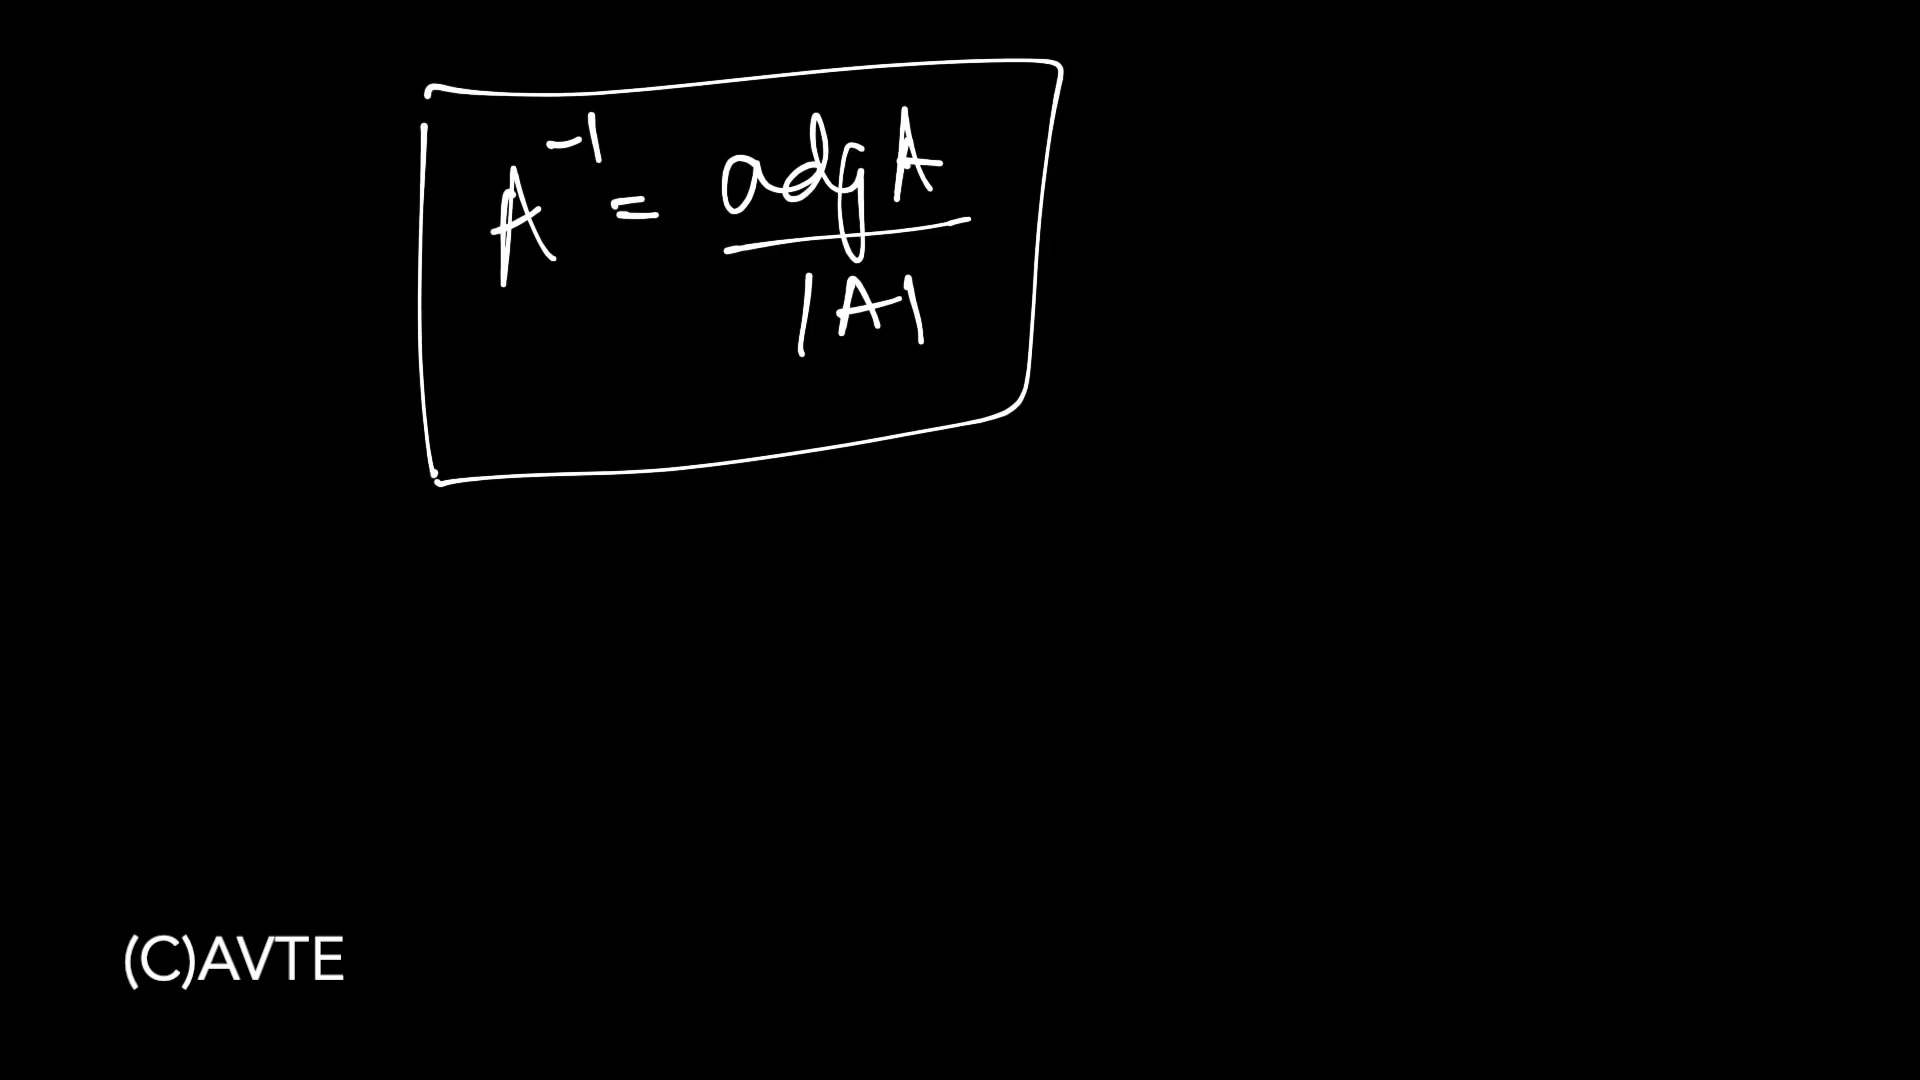 A⁻¹ = adj A / |A|
(C)AVTE